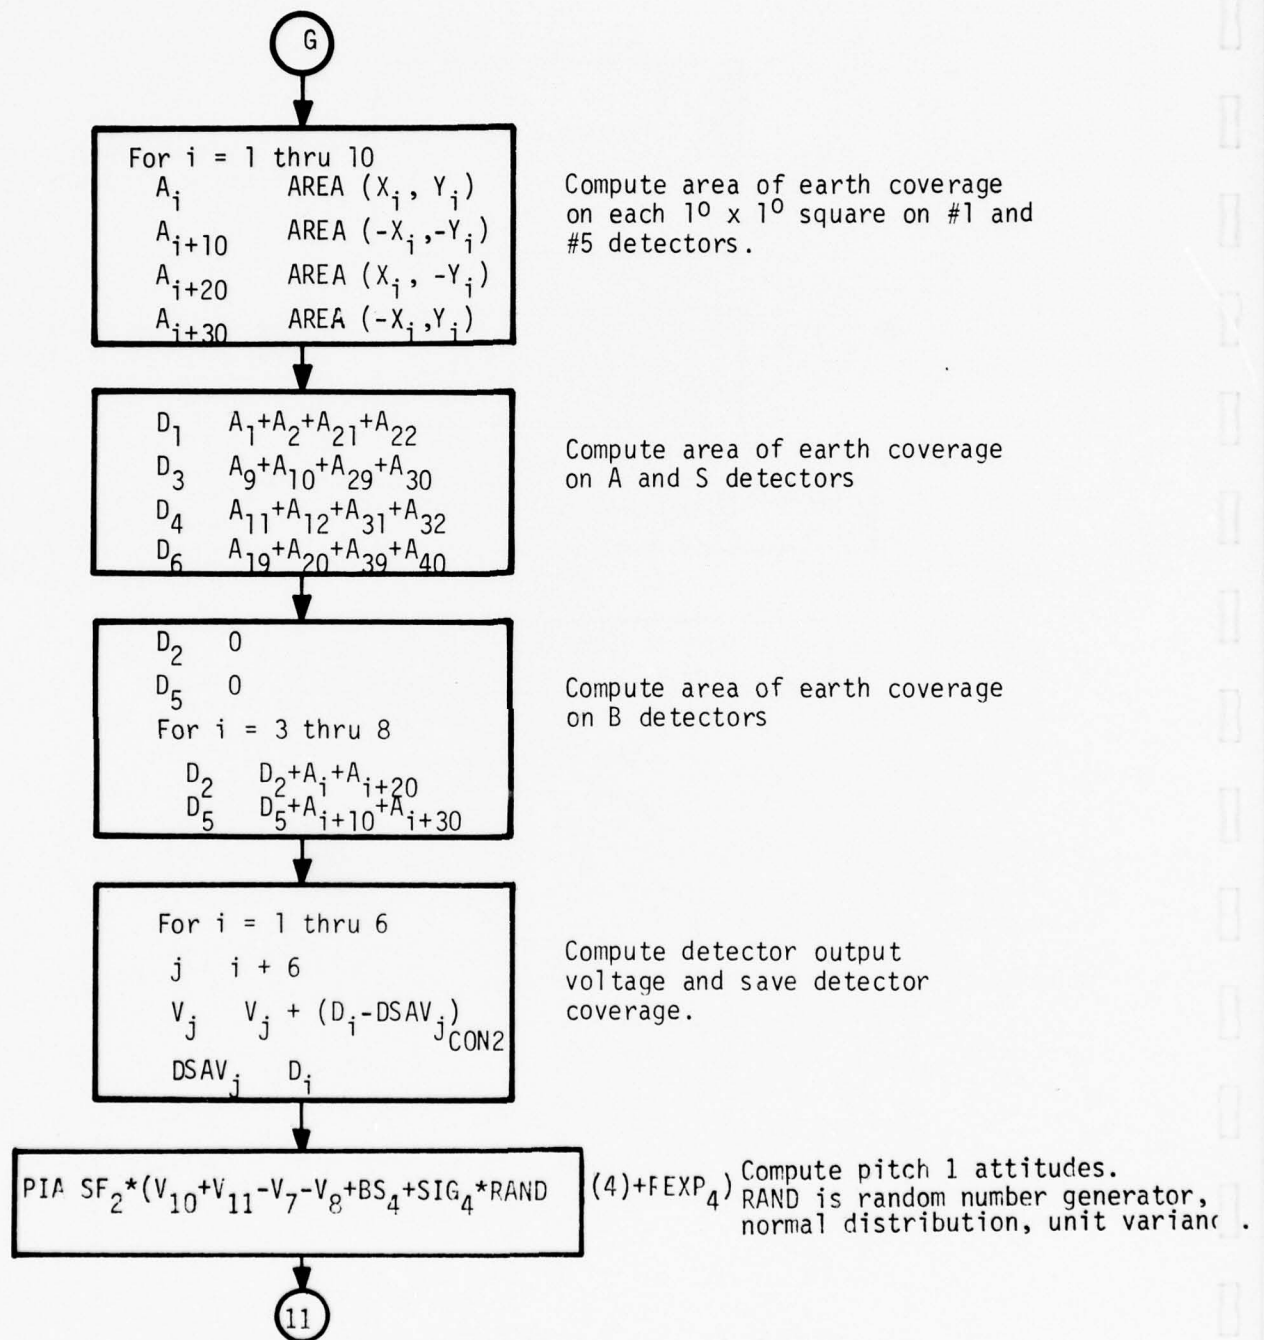 G
For i = 1 thru 10
A_i AREA (X_i, Y_i)
A_i+10 AREA (-X_i,-Y_i)
A_i+20 AREA (X_i, -Y_i)
A_i+30 AREA (-X_i,Y_i)
Compute area of earth coverage
on each 1° x 1° square on #1 and
#5 detectors.
D_1 A_1+A_2+A_21+A_22
D_3 A_9+A_10+A_29+A_30
D_4 A_11+A_12+A_31+A_32
D_6 A_19+A_20+A_39+A_40
Compute area of earth coverage
on A and S detectors
D_2 0
D_5 0
For i = 3 thru 8
D_2 D_2+A_i+A_i+20
D_5 D_5+A_i+10+A_i+30
Compute area of earth coverage
on B detectors
For i = 1 thru 6
j i + 6
V_j V_j + (D_i-DSAV_j)_CON2
DSAV_j D_i
Compute detector output
voltage and save detector
coverage.
PIA SF_2*(V_10+V_11-V_7-V_8+BS_4+SIG_4*RAND (4)+FEXP_4)
Compute pitch 1 attitudes.
RAND is random number generator,
normal distribution, unit varianc .
11